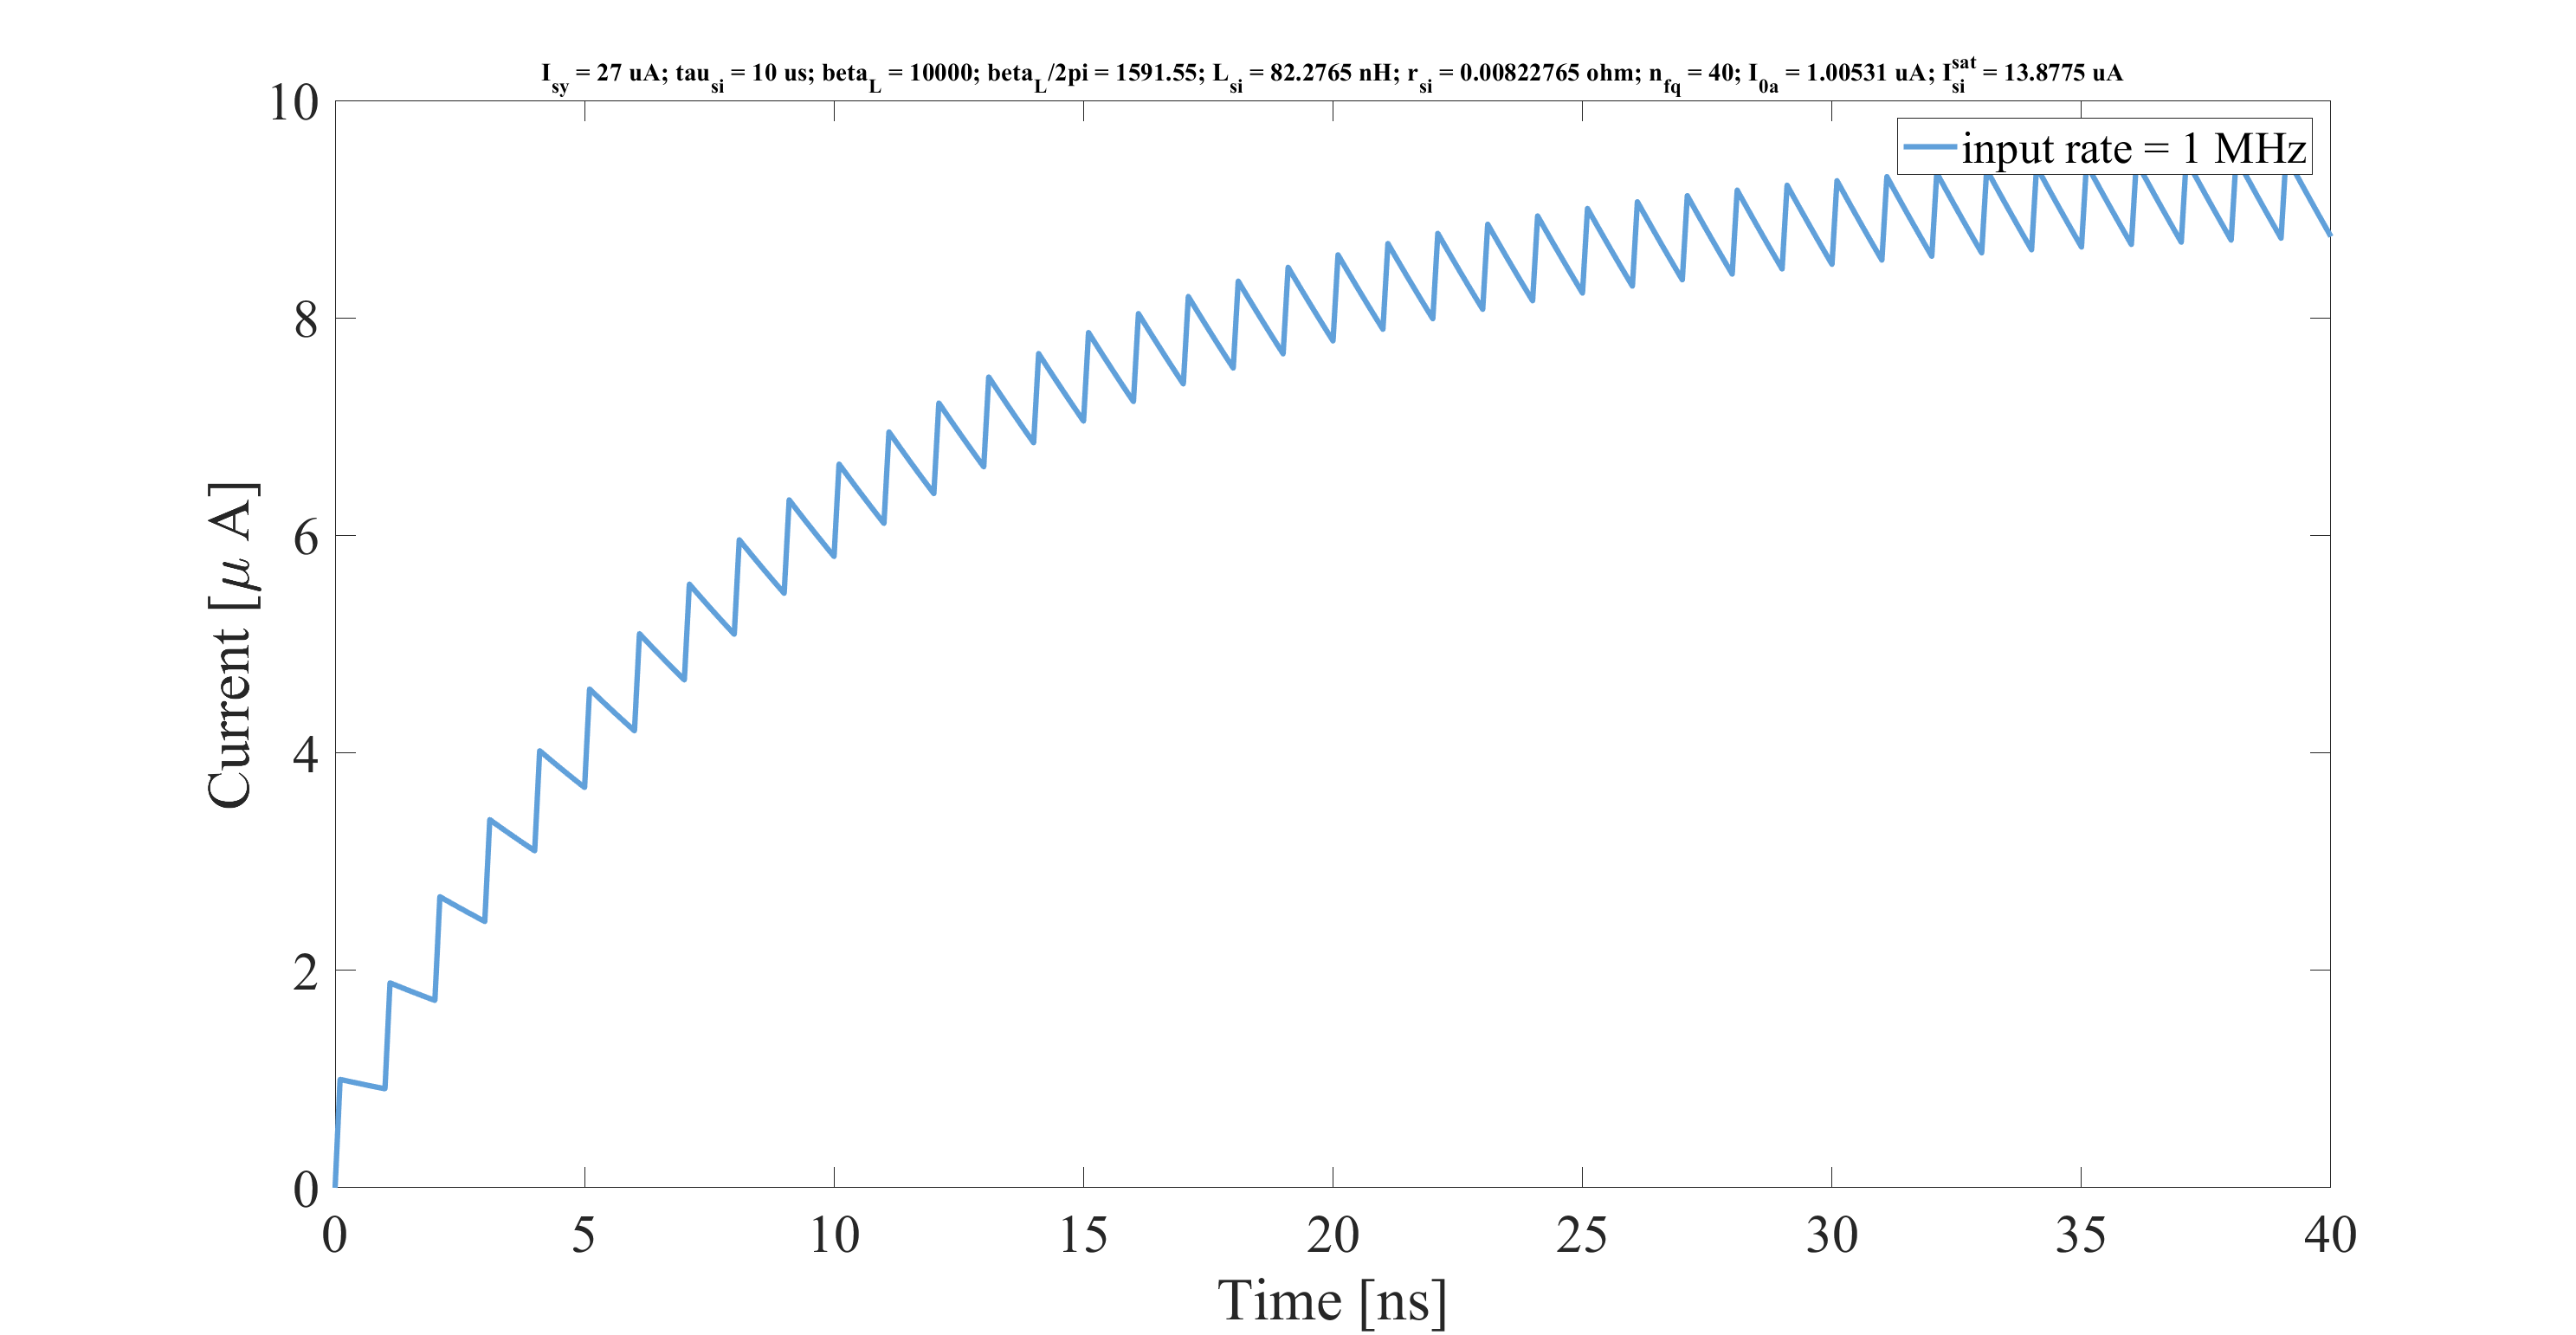 I_sy = 27 uA; tau_si = 10 us; beta_L = 10000; beta_L/2pi = 1591.55; L_si = 82.2765 nH; r_si = 0.00822765 ohm; n_fq = 40; I_0a = 1.00531 uA; I_si^sat = 13.8775 uA
input rate = 1 MHz
10
8
6
4
2
0
Current [μ A]
0 5 10 15 20 25 30 35 40
Time [ns]